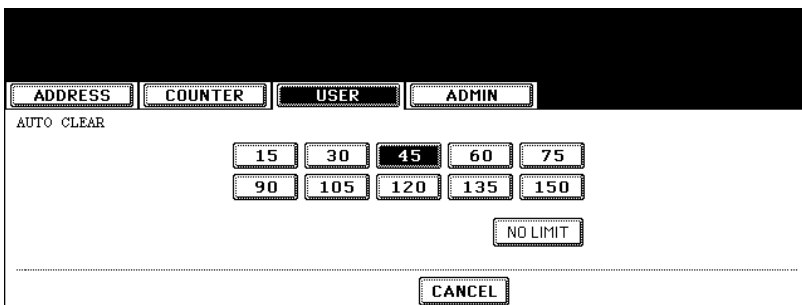 ADDRESS COUNTER USER ADMIN
AUTO CLEAR
15 30 45 60 75
90 105 120 135 150
NO LIMIT
CANCEL